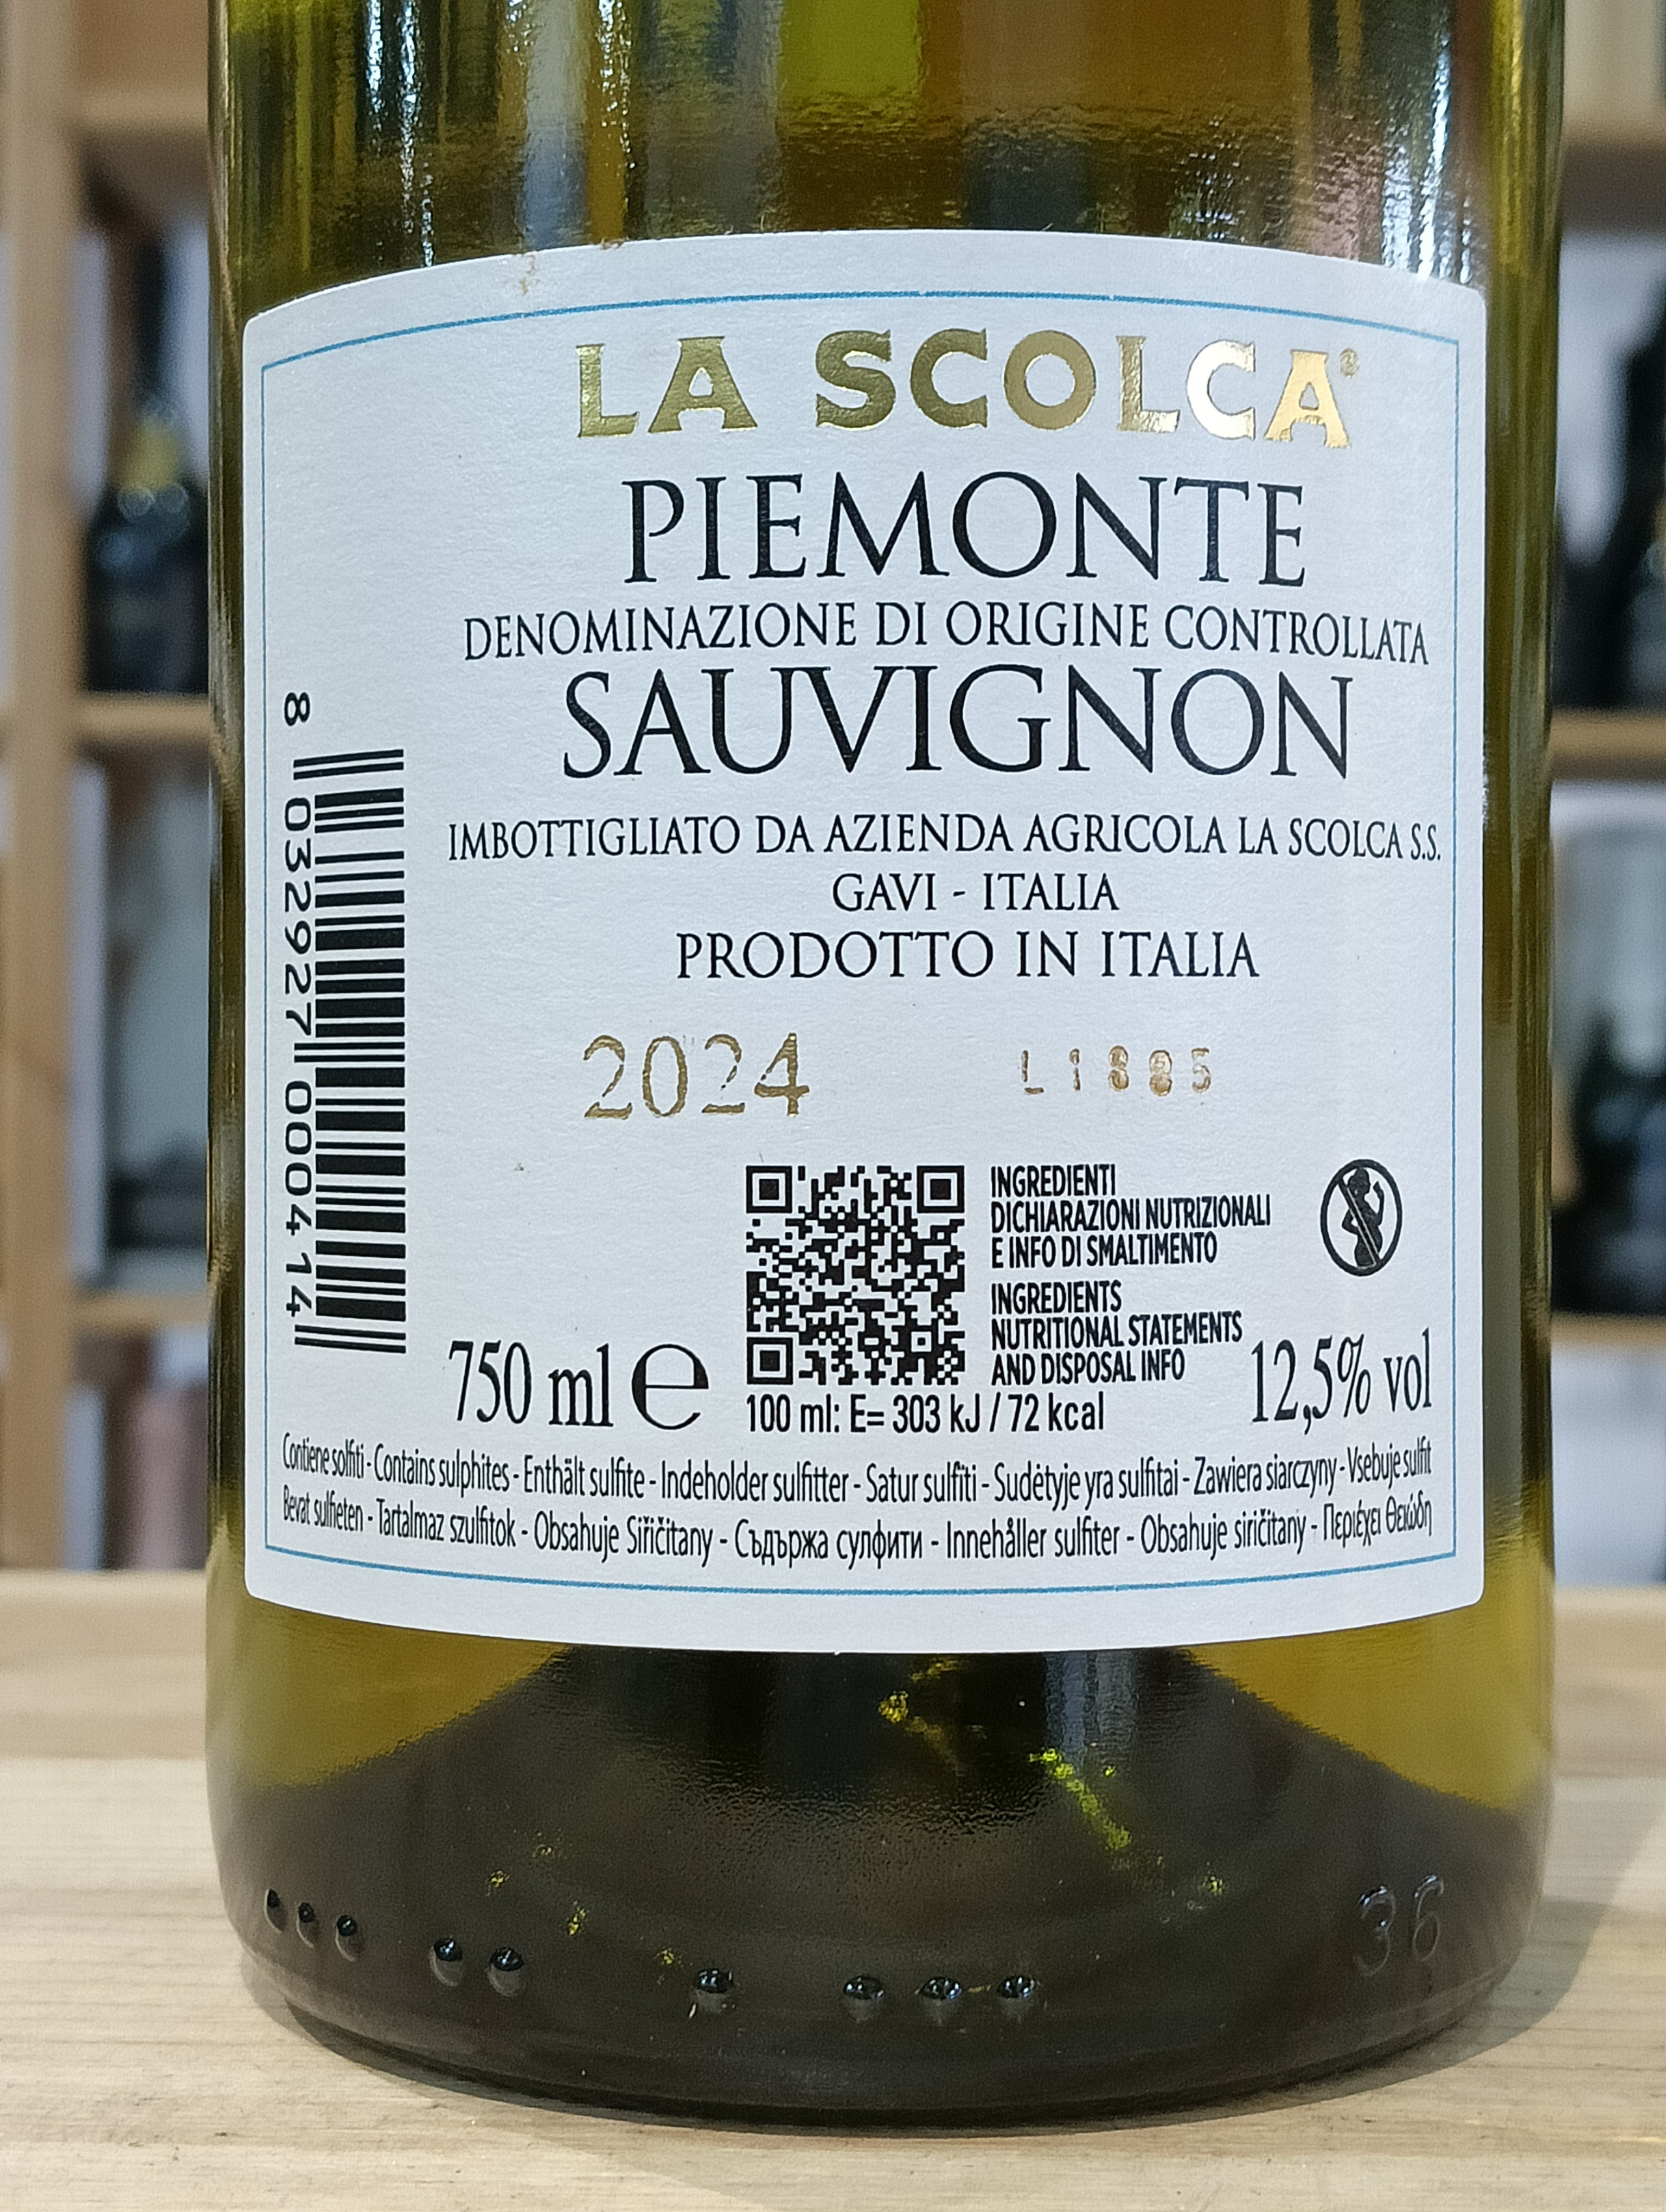 LA SCOLCA®
PIEMONTE
DENOMINAZIONE DI ORIGINE CONTROLLATA
SAUVIGNON
IMBOTTIGLIATO DA AZIENDA AGRICOLA LA SCOLCA S.S.
GAVI - ITALIA
PRODOTTO IN ITALIA
2024
8 032927 000414
INGREDIENTI
DICHIARAZIONI NUTRIZIONALI
E INFO DI SMALTIMENTO
INGREDIENTS
NUTRITIONAL STATEMENTS
AND DISPOSAL INFO
750 ml e
12,5% vol
100 ml: E= 303 kJ / 72 kcal
Contiene solfiti - Contains sulphites - Enthält sulfite - Indeholder sulfitter - Satur sulfiti - Sudėtyje yra sulfitai - Zawiera siarczyny - Vsebuje sulfit
Bevat sulfieten - Tartalmaz szulfitok - Obsahuje Siřičitany - Съдържа сулфити - Innehåller sulfiter - Obsahuje siričitany - Περιέχει Θειώδη
36